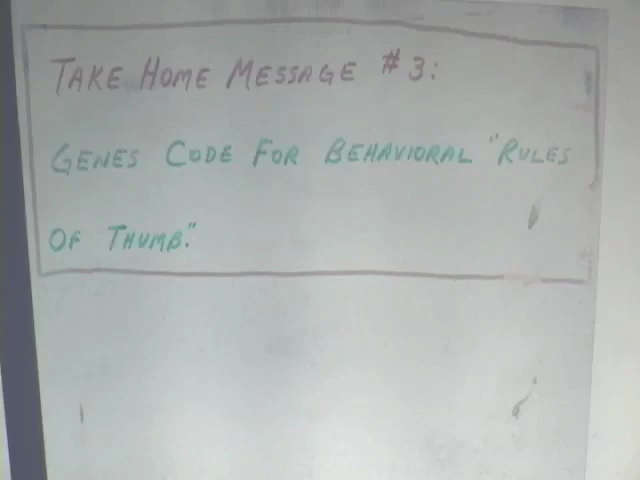 TAKE HOME MESSAGE #3:
GENES CODE FOR BEHAVIORAL "RULES
OF THUMB."